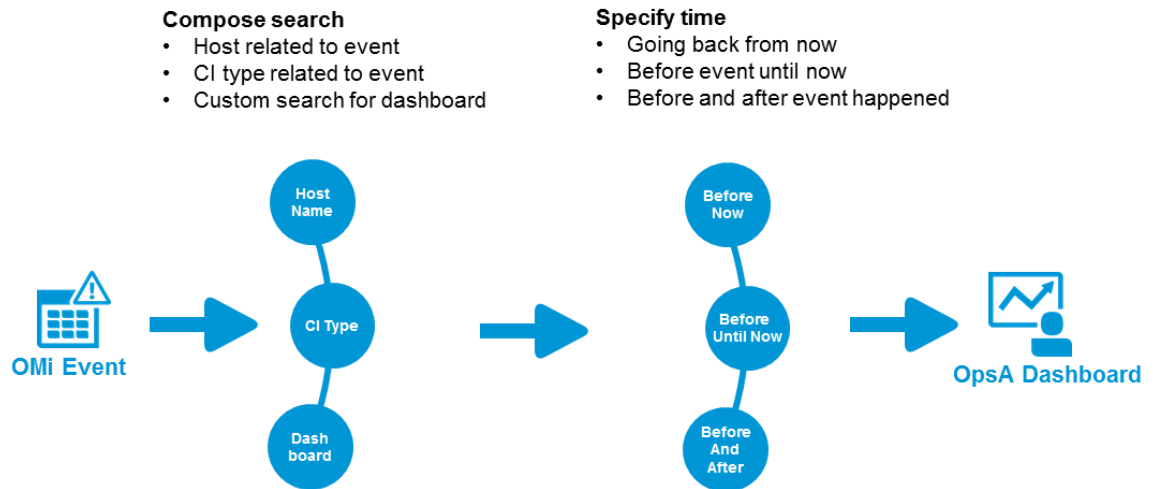 Compose search
• Host related to event
• CI type related to event
• Custom search for dashboard
Specify time
• Going back from now
• Before event until now
• Before and after event happened
OMi Event
Host
Name
CI Type
Dash
board
Before
Now
Before
Until Now
Before
And
After
OpsA Dashboard